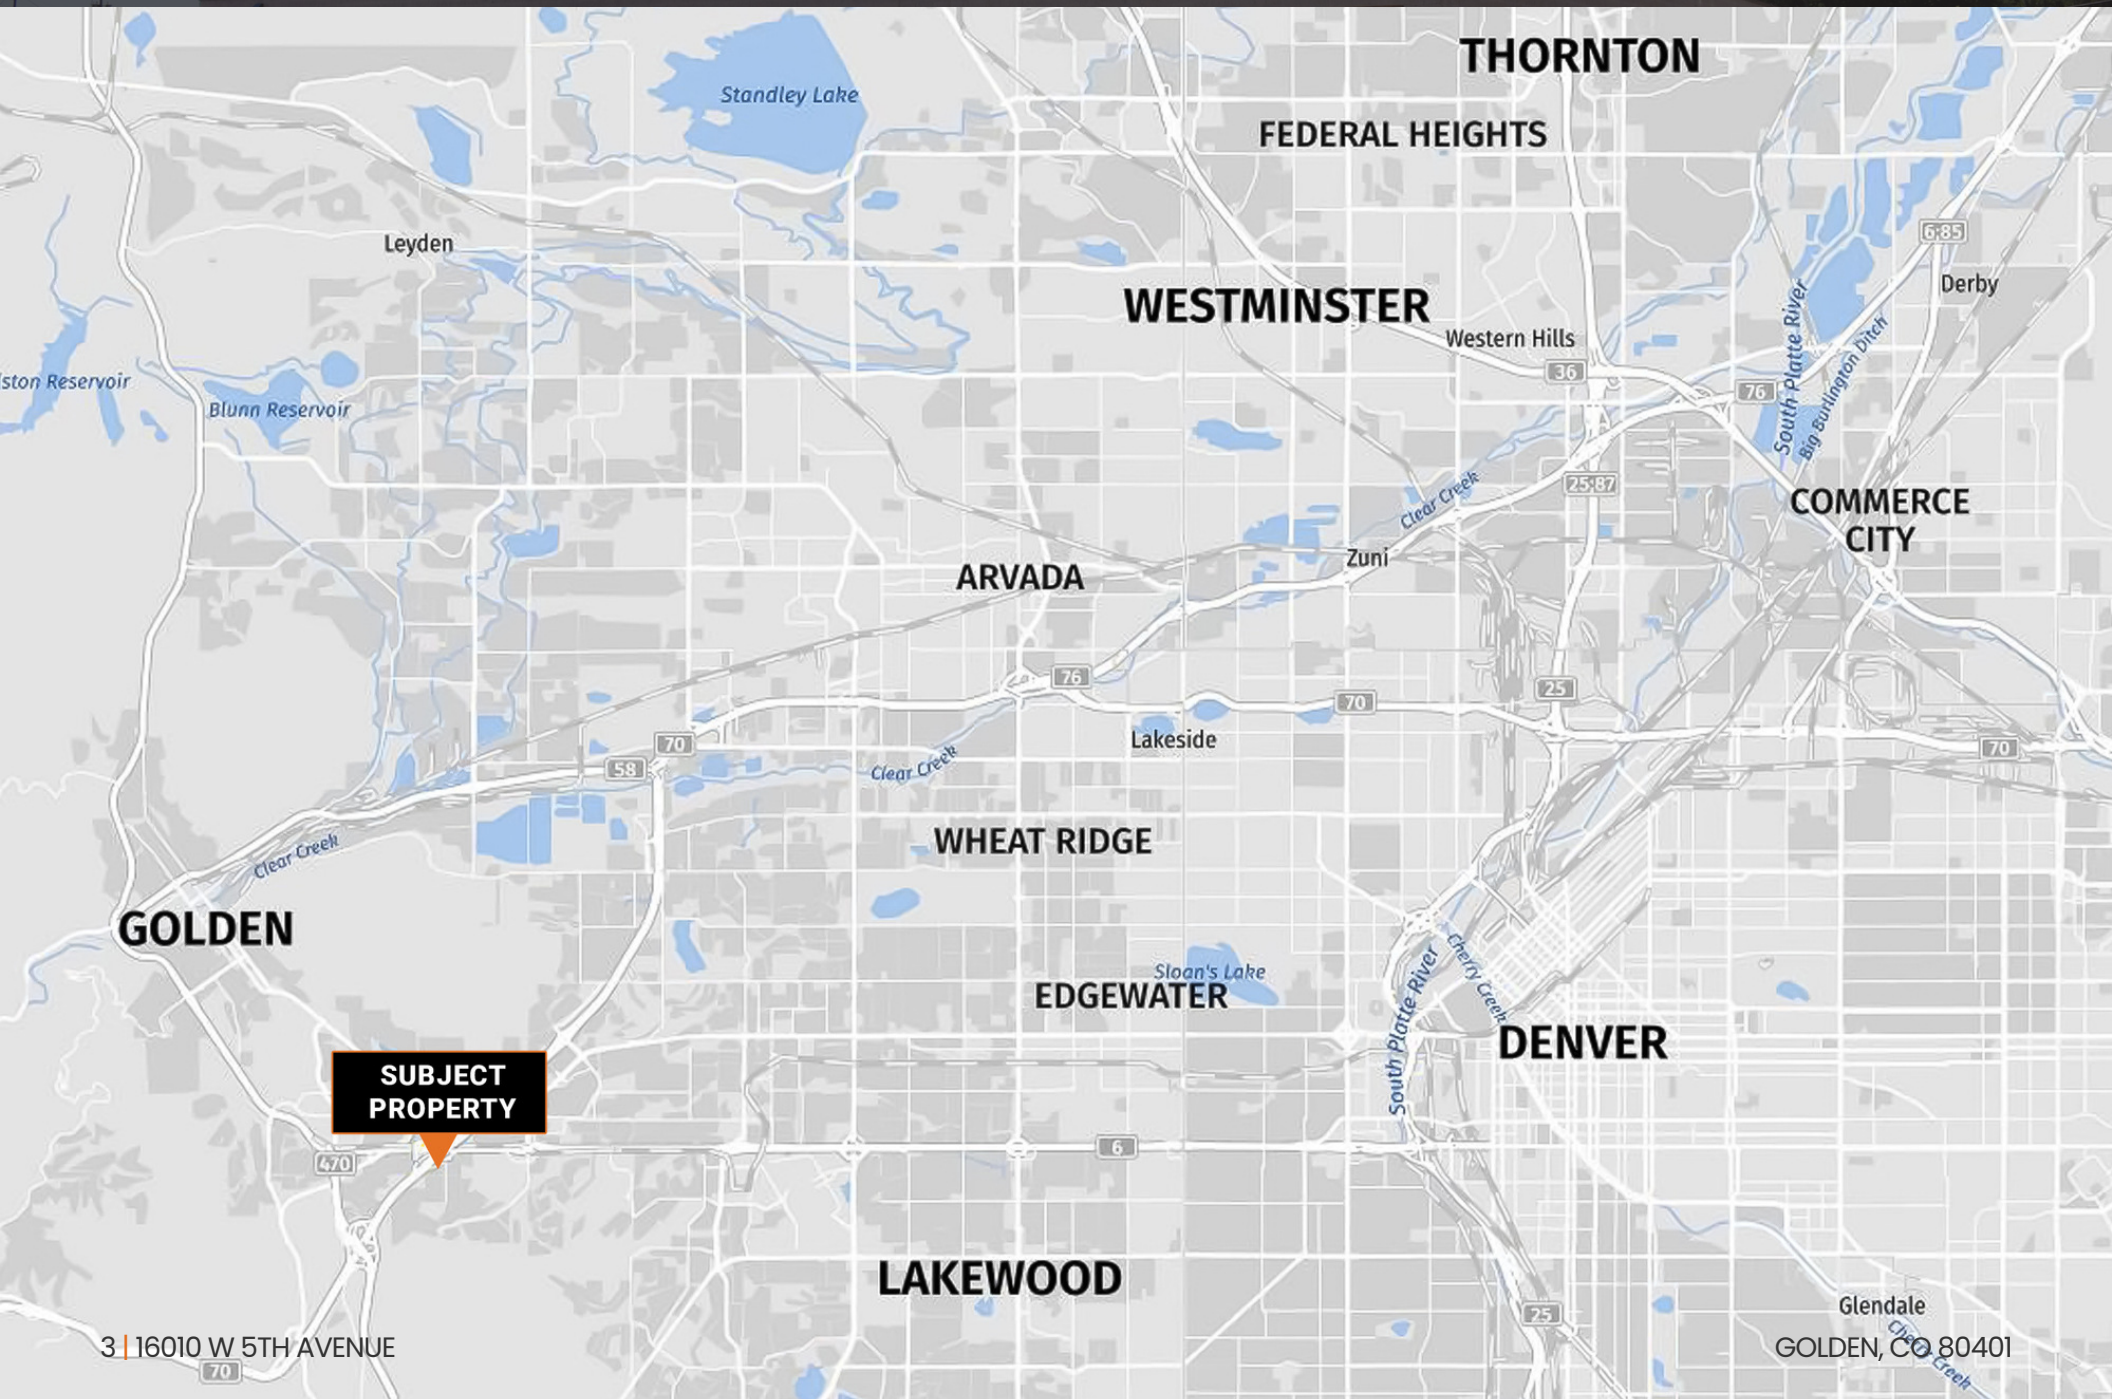 THORNTON
Standley Lake
FEDERAL HEIGHTS
6:85
Leyden
Derby
WESTMINSTER
Western Hills
36
76
South Platte River
Big Burlington Ditch
ston Reservoir
Blunn Reservoir
Clear Creek
25:87
COMMERCE
CITY
Zuni
ARVADA
76
25
70
Lakeside
70
70
58
Clear Creek
WHEAT RIDGE
Clear Creek
GOLDEN
Sloan's Lake
EDGEWATER
Cherry Creek
South Platte River
DENVER
SUBJECT
PROPERTY
6
470
LAKEWOOD
Glendale
25
Cherry Creek
3 | 16010 W 5TH AVENUE
GOLDEN, CO 80401
70